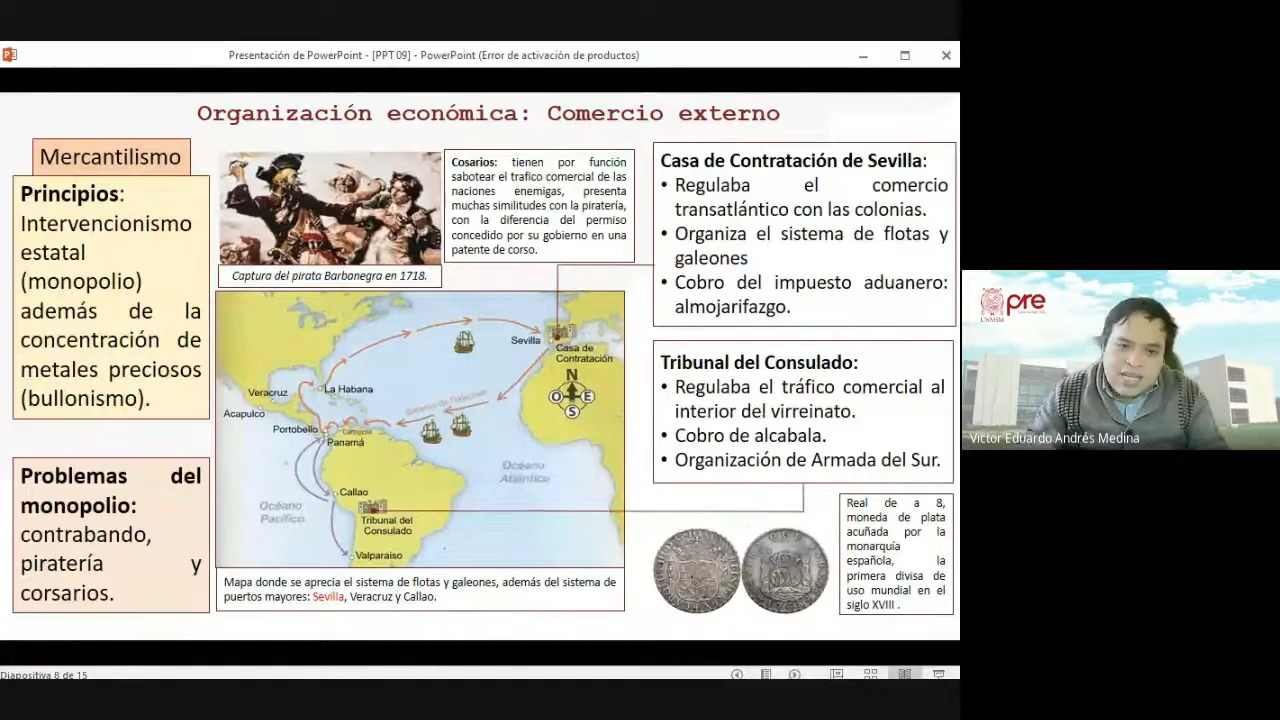 Presentación de PowerPoint - [PPT 09] - PowerPoint (Error de activación de productos)
Organización económica: Comercio externo
Mercantilismo
Principios:
Intervencionismo
estatal
(monopolio)
además de la
concentración de
metales preciosos
(bullonismo).
Problemas del
monopolio:
contrabando,
piratería y
corsarios.
Captura del pirata Barbanegra en 1718.
Cosarios: tienen por función
sabotear el trafico comercial de las
naciones enemigas, presenta
muchas similitudes con la piratería,
con la diferencia del permiso
concedido por su gobierno en una
patente de corso.
Sevilla
Casa de
Contratación
N
O E
S
La Habana
Veracruz
Acapulco
Portobello
Cartagena
Panamá
Sistema de Galeones
Océano
Atlántico
Océano
Pacífico
Callao
Tribunal del
Consulado
Valparaiso
Mapa donde se aprecia el sistema de flotas y galeones, además del sistema de
puertos mayores: Sevilla, Veracruz y Callao.
Casa de Contratación de Sevilla:
• Regulaba el comercio
transatlántico con las colonias.
• Organiza el sistema de flotas y
galeones
• Cobro del impuesto aduanero:
almojarifazgo.
Tribunal del Consulado:
• Regulaba el tráfico comercial al
interior del virreinato.
• Cobro de alcabala.
• Organización de Armada del Sur.
Real de a 8,
moneda de plata
acuñada por la
monarquía
española, la
primera divisa de
uso mundial en el
siglo XVIII .
Diapositiva 8 de 15
pre
UNMSM
Victor Eduardo Andrés Medina